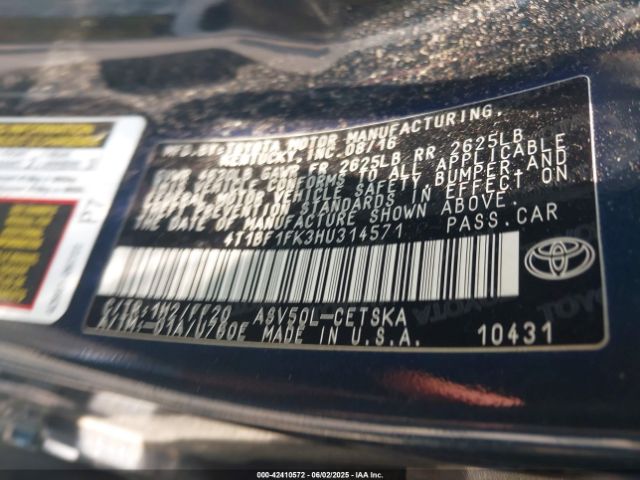 MFD.BY:TOYOTA MOTOR MANUFACTURING,
KENTUCKY, INC. 08/16
GVWR 4630LB GAWR FR 2625LB RR 2625LB
THIS VEHICLE CONFORMS TO ALL APPLICABLE
FEDERAL MOTOR VEHICLE SAFETY, BUMPER, AND
THEFT PREVENTION STANDARDS IN EFFECT ON
THE DATE OF MANUFACTURE SHOWN ABOVE.
4T1BF1FK3HU314571 PASS.CAR
C/TR: FF20 ASV50L-CETSKA
A/TM: /U760E MADE IN U.S.A. 10431
P7
000-42410572 - 06/02/2025 - IAA Inc.